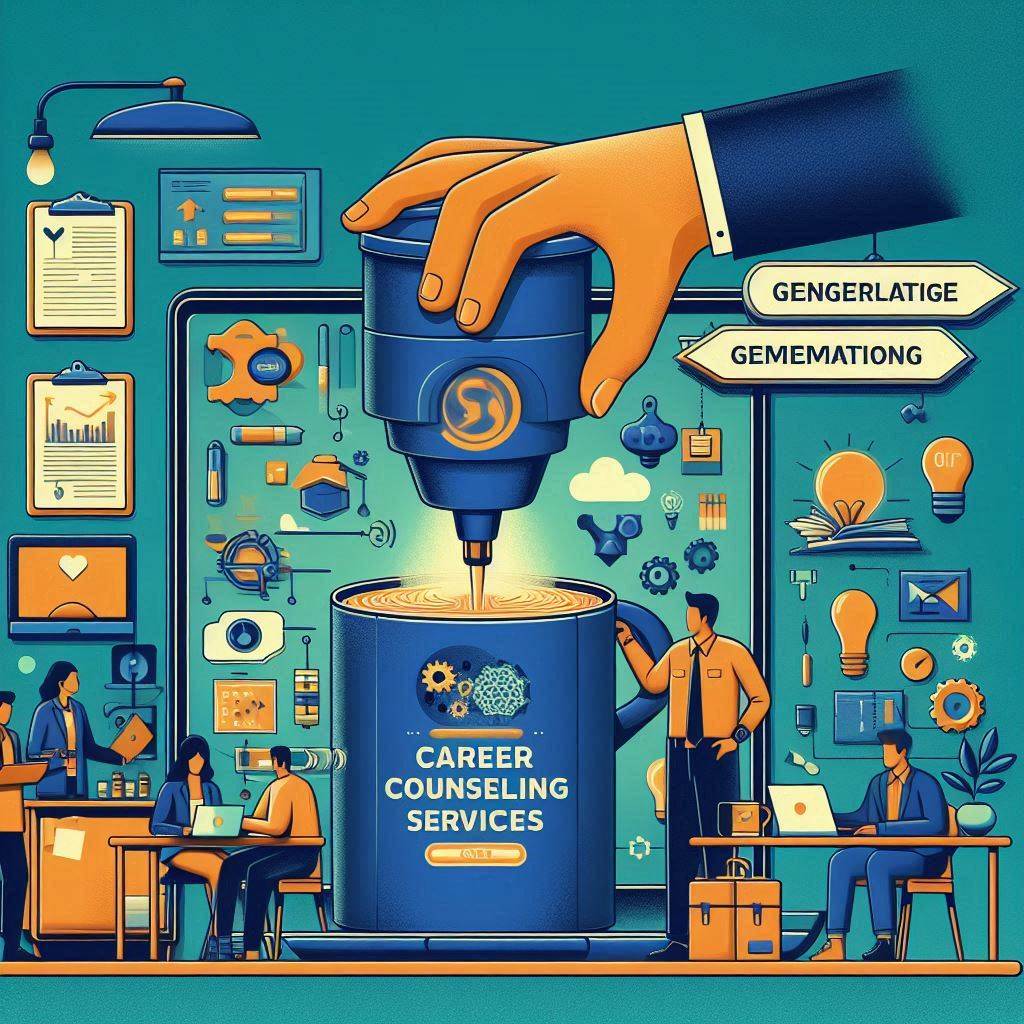 GENGERLATIGE
GEMEMATIONG
CAREER
COUNSELING
SERVICES